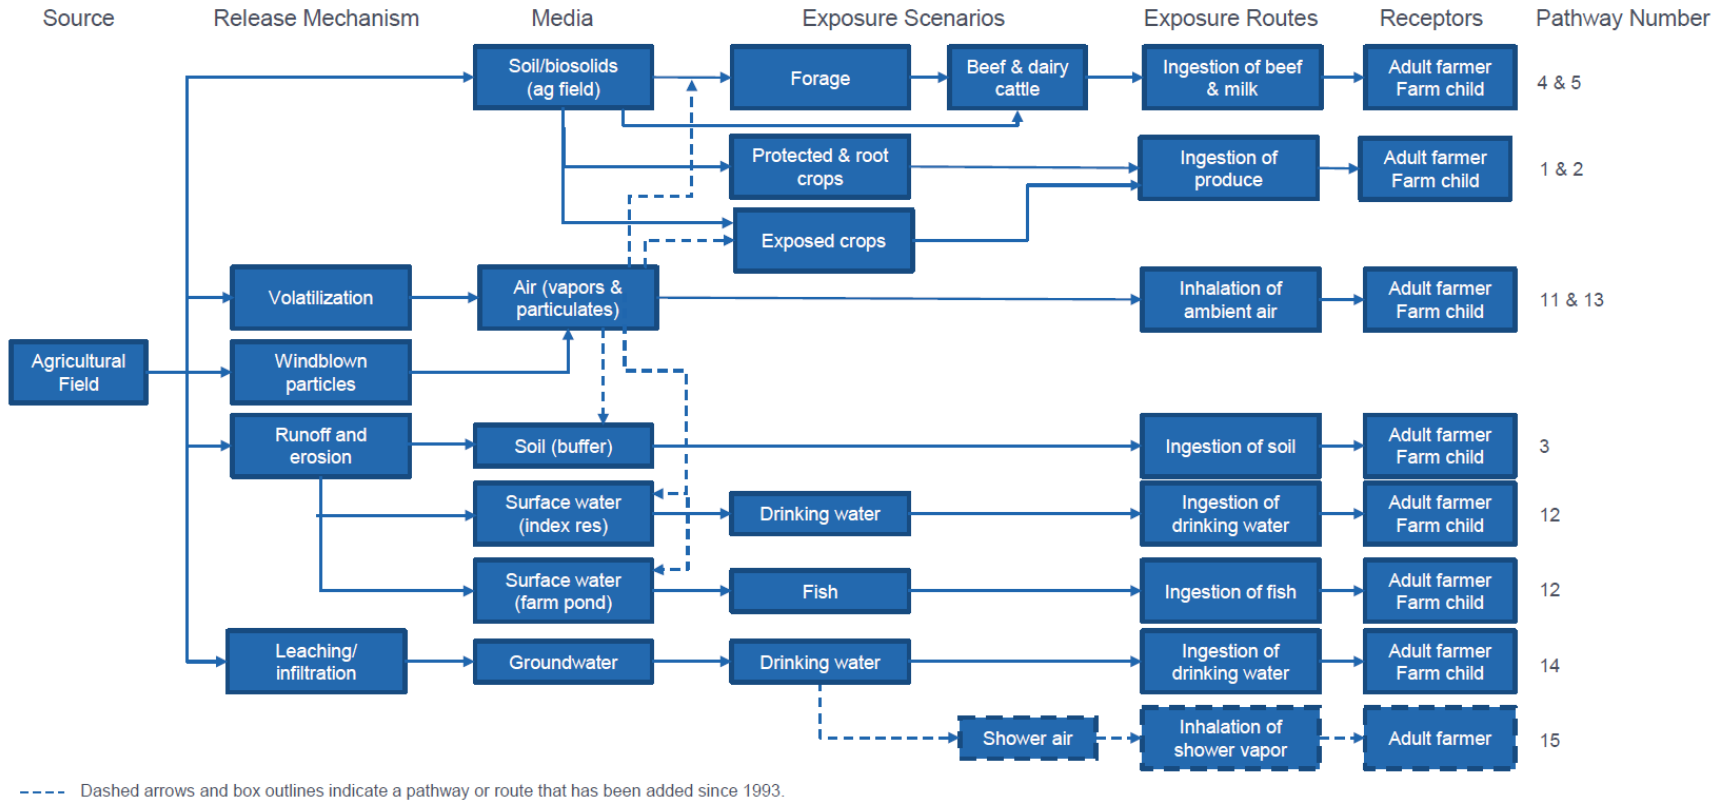 Source Release Mechanism Media Exposure Scenarios Exposure Routes Receptors Pathway Number
Soil/biosolids
(ag field)
Forage
Beef & dairy
cattle
Ingestion of beef
& milk
Adult farmer
Farm child
4 & 5
Protected & root
crops
Ingestion of
produce
Adult farmer
Farm child
1 & 2
Exposed crops
Volatilization
Air (vapors &
particulates)
Inhalation of
ambient air
Adult farmer
Farm child
11 & 13
Agricultural
Field
Windblown
particles
Runoff and
erosion
Soil (buffer)
Ingestion of soil
Adult farmer
Farm child
3
Surface water
(index res)
Drinking water
Ingestion of
drinking water
Adult farmer
Farm child
12
Surface water
(farm pond)
Fish
Ingestion of fish
Adult farmer
Farm child
12
Leaching/
infiltration
Groundwater
Drinking water
Ingestion of
drinking water
Adult farmer
Farm child
14
Shower air
Inhalation of
shower vapor
Adult farmer
15
Dashed arrows and box outlines indicate a pathway or route that has been added since 1993.